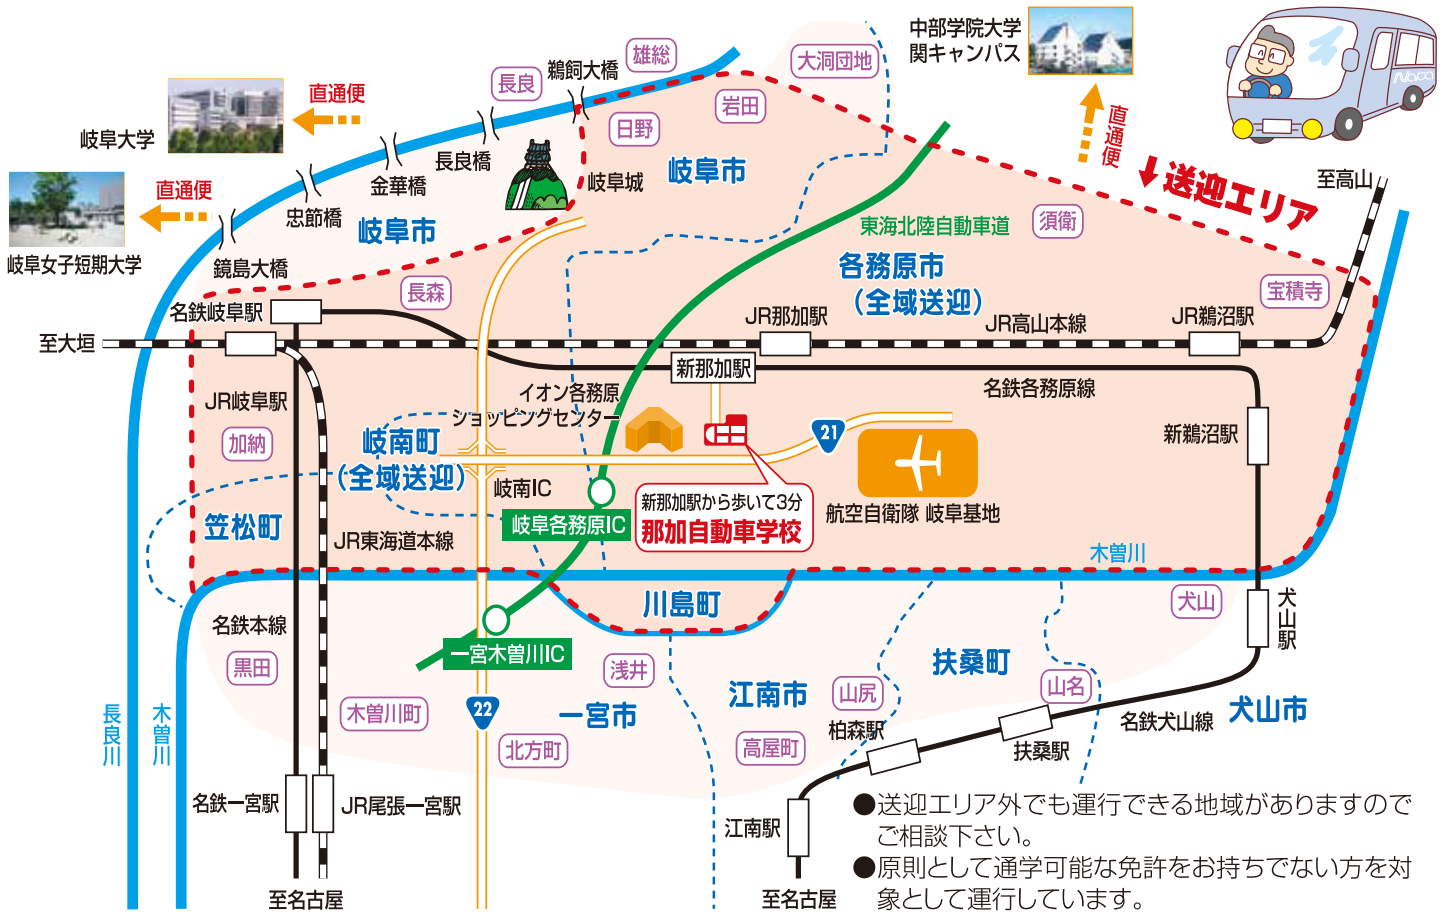 中部学院大学
関キャンパス
直通便
送迎エリア
至高山
Naca
雄総
鵜飼大橋
長良
大洞団地
岩田
日野
直通便
岐阜大学
長良橋
金華橋
忠節橋
岐阜城
岐阜市
岐阜市
直通便
岐阜女子短期大学
鏡島大橋
東海北陸自動車道
須衛
各務原市
(全域送迎)
宝積寺
長森
名鉄岐阜駅
至大垣
JR那加駅
JR高山本線
JR鵜沼駅
新那加駅
名鉄各務原線
JR岐阜駅
イオン各務原
ショッピングセンター
加納
岐南町
(全域送迎)
21
新鵜沼駅
岐南IC
新那加駅から歩いて3分
那加自動車学校
航空自衛隊 岐阜基地
岐阜各務原IC
笠松町
JR東海道本線
木曽川
川島町
犬山
犬山駅
名鉄本線
一宮木曽川IC
黒田
浅井
扶桑町
江南市
山尻
山名
木曽川町
22
一宮市
犬山市
名鉄犬山線
長良川
木曽川
北方町
高屋町
柏森駅
扶桑駅
名鉄一宮駅
JR尾張一宮駅
江南駅
至名古屋
至名古屋
●送迎エリア外でも運行できる地域がありますので
ご相談下さい。
●原則として通学可能な免許をお持ちでない方を対
象として運行しています。